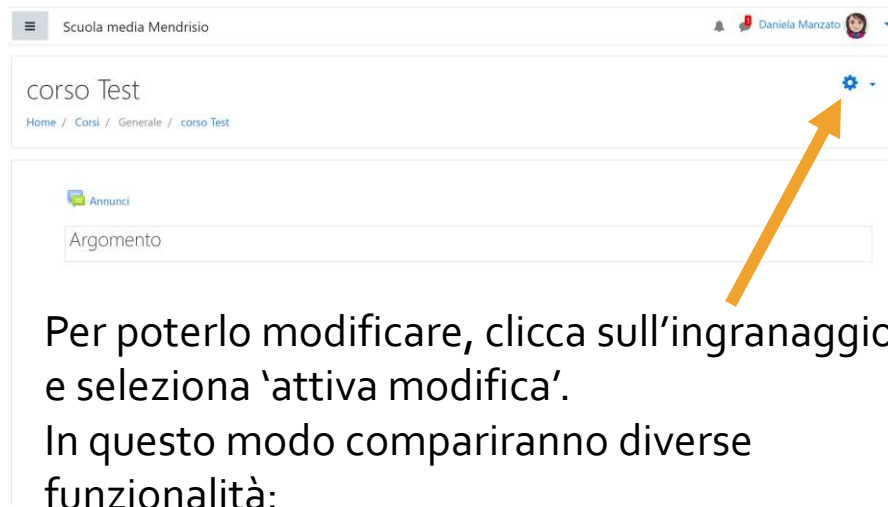 Scuola media Mendrisio
1
Daniela Manzato
corso Test
Home / Corsi / Generale / corso Test
Annunci
Argomento
Per poterlo modificare, clicca sull’ingranaggio
e seleziona ‘attiva modifica’.
In questo modo compariranno diverse
funzionalità: